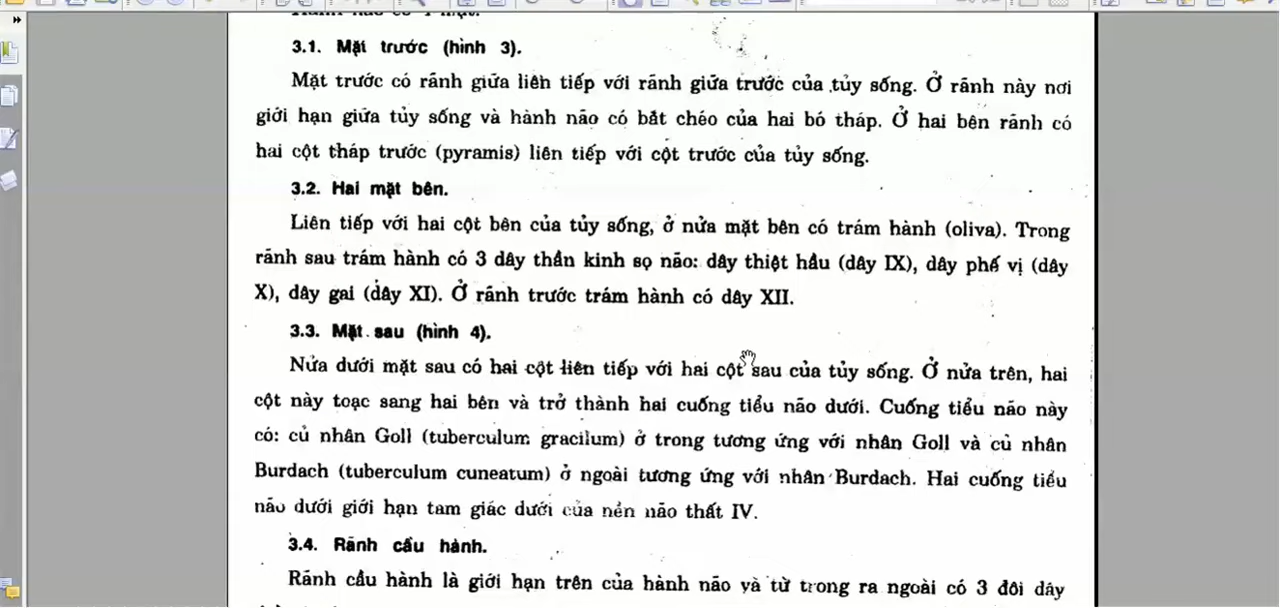 3.1. Mặt trước (hình 3).
Mặt trước có rãnh giữa liên tiếp với rãnh giữa trước của tủy sống. Ở rãnh này nơi
giới hạn giữa tủy sống và hành não có bắt chéo của hai bó tháp. Ở hai bên rãnh có
hai cột tháp trước (pyramis) liên tiếp với cột trước của tủy sống.
3.2. Hai mặt bên.
Liên tiếp với hai cột bên của tủy sống, ở nửa mặt bên có trám hành (oliva). Trong
rãnh sau trám hành có 3 dây thần kinh sọ não: dây thiệt hầu (dây IX), dây phế vị (dây
X), dây gai (dây XI). Ở rãnh trước trám hành có dây XII.
3.3. Mặt sau (hình 4).
Nửa dưới mặt sau có hai cột liên tiếp với hai cột sau của tủy sống. Ở nửa trên, hai
cột này toạc sang hai bên và trở thành hai cuống tiểu não dưới. Cuống tiểu não này
có: củ nhân Goll (tuberculum gracilum) ở trong tương ứng với nhân Goll và củ nhân
Burdach (tuberculum cuneatum) ở ngoài tương ứng với nhân Burdach. Hai cuống tiểu
não dưới giới hạn tam giác dưới của nền não thất IV.
3.4. Rãnh cầu hành.
Rãnh cầu hành là giới hạn trên của hành não và từ trong ra ngoài có 3 đôi dây